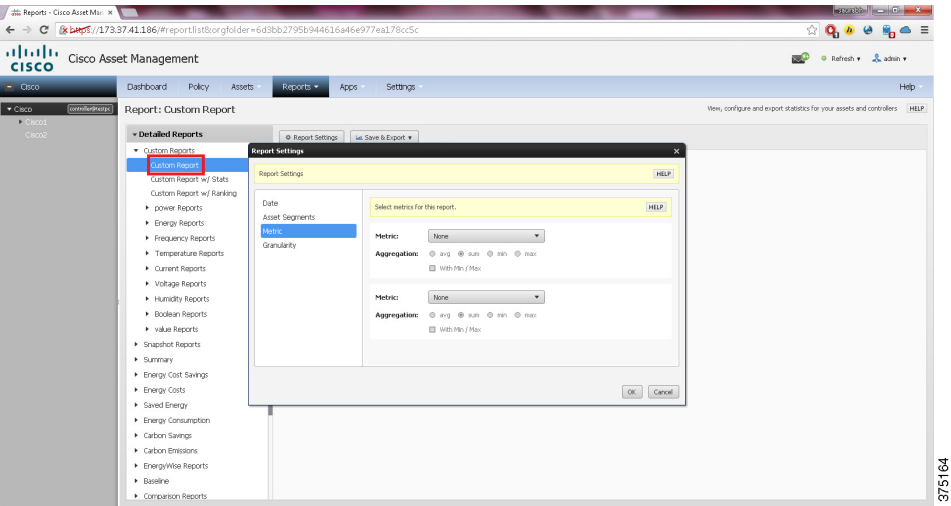 Reports - Cisco Asset Man ×
saurabh
https://173.37.41.186/#report.list&orgfolder=6d3bb2795b944616a46e977ea178cc5c
CISCO
Cisco Asset Management
Refresh
admin
Cisco
Dashboard
Policy
Assets
Reports
Apps
Settings
Help
Cisco
controller@testpc
Cisco1
Cisco2
Report: Custom Report
View, configure and export statistics for your assets and controllers
HELP
Detailed Reports
Custom Reports
Custom Report
Custom Report w/ Stats
Custom Report w/ Ranking
power Reports
Energy Reports
Frequency Reports
Temperature Reports
Current Reports
Voltage Reports
Humidity Reports
Boolean Reports
value Reports
Snapshot Reports
Summary
Energy Cost Savings
Energy Costs
Saved Energy
Energy Consumption
Carbon Savings
Carbon Emissions
EnergyWise Reports
Baseline
Comparison Reports
Report Settings
Save & Export
Report Settings
×
Report Settings
HELP
Date
Asset Segments
Metric
Granularity
Select metrics for this report.
HELP
Metric:
None
Aggregation:
avg
sum
min
max
With Min / Max
Metric:
None
Aggregation:
avg
sum
min
max
With Min / Max
OK
Cancel
375164